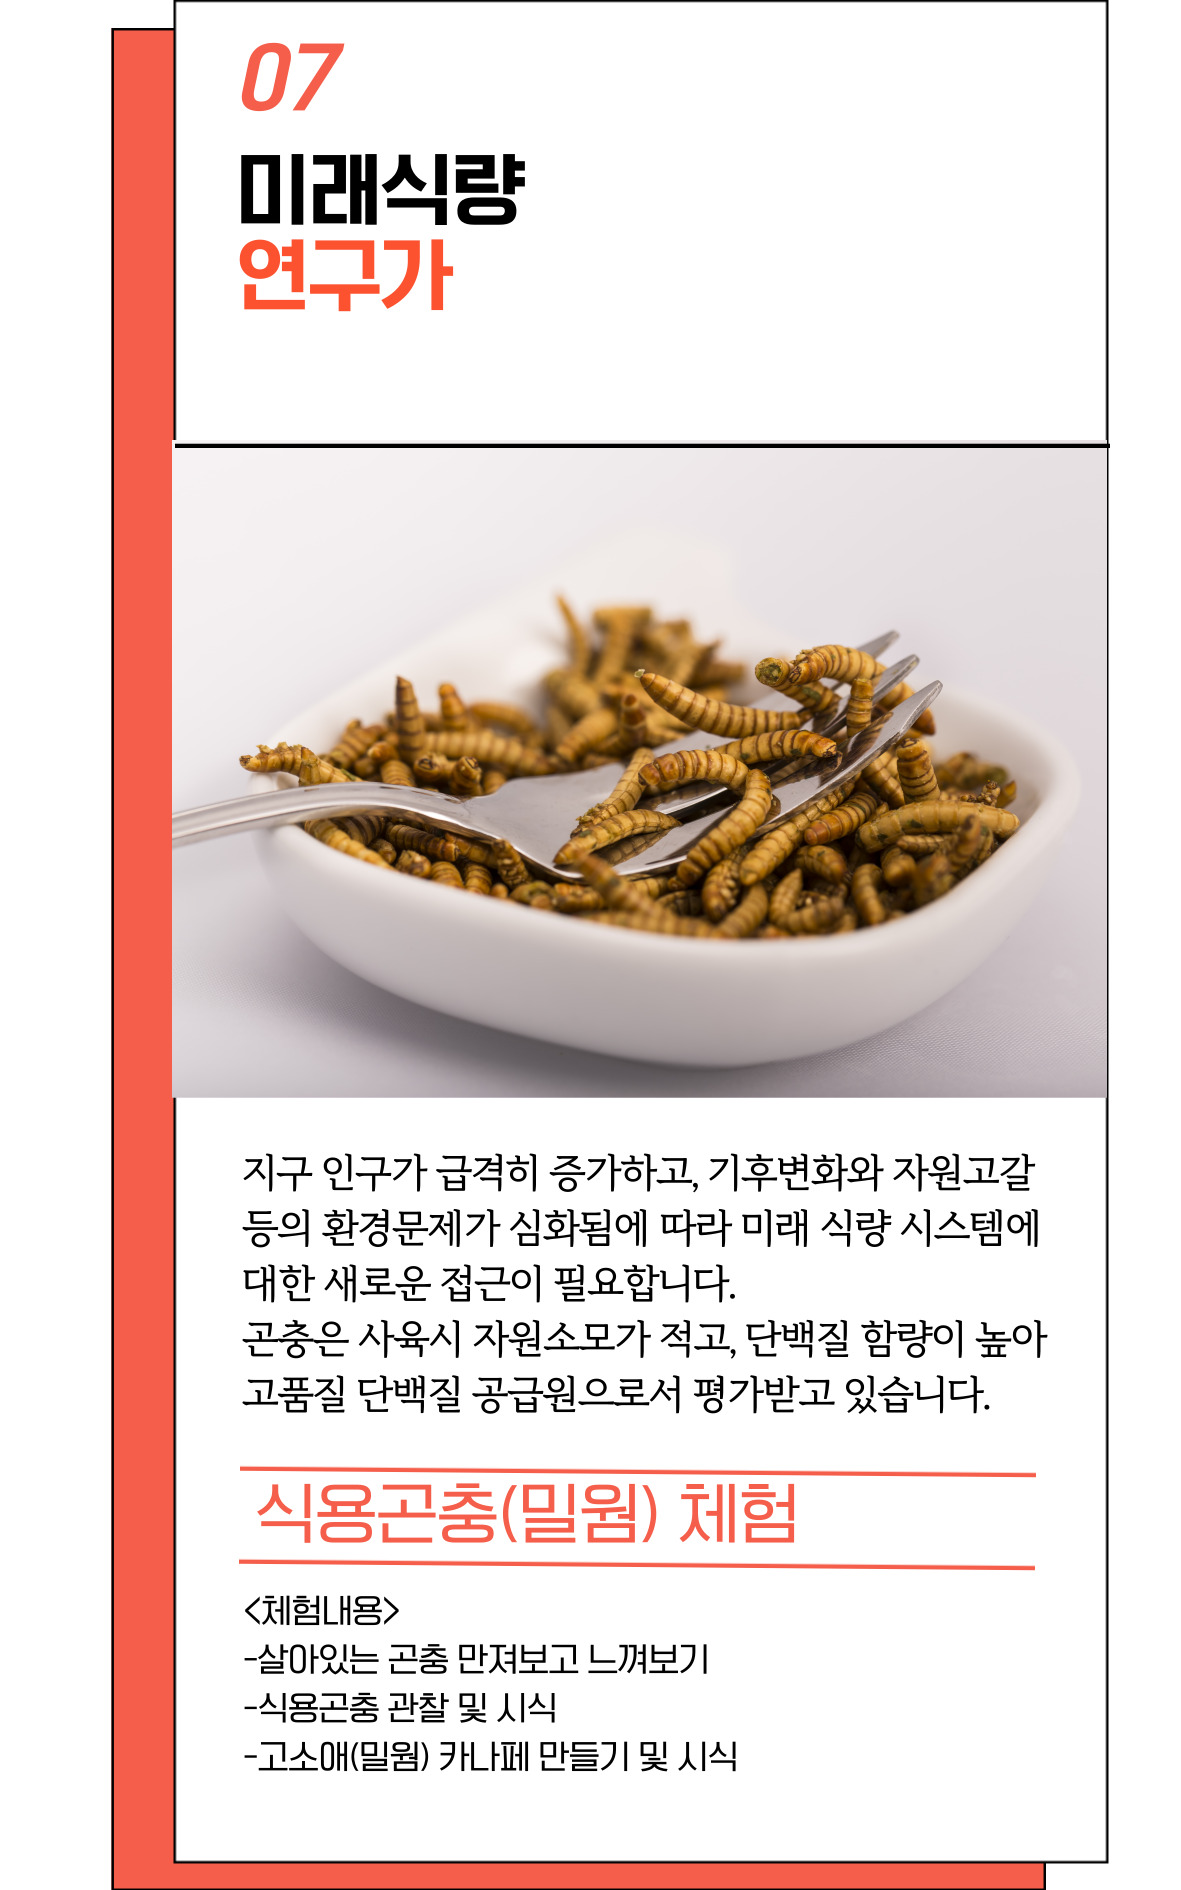 07
미래식량
연구가
지구 인구가 급격히 증가하고, 기후변화와 자원고갈
등의 환경문제가 심화됨에 따라 미래 식량 시스템에
대한 새로운 접근이 필요합니다.
곤충은 사육시 자원소모가 적고, 단백질 함량이 높아
고품질 단백질 공급원으로서 평가받고 있습니다.
식용곤충(밀웜) 체험
<체험내용>
-살아있는 곤충 만져보고 느껴보기
-식용곤충 관찰 및 시식
-고소애(밀웜) 카나페 만들기 및 시식